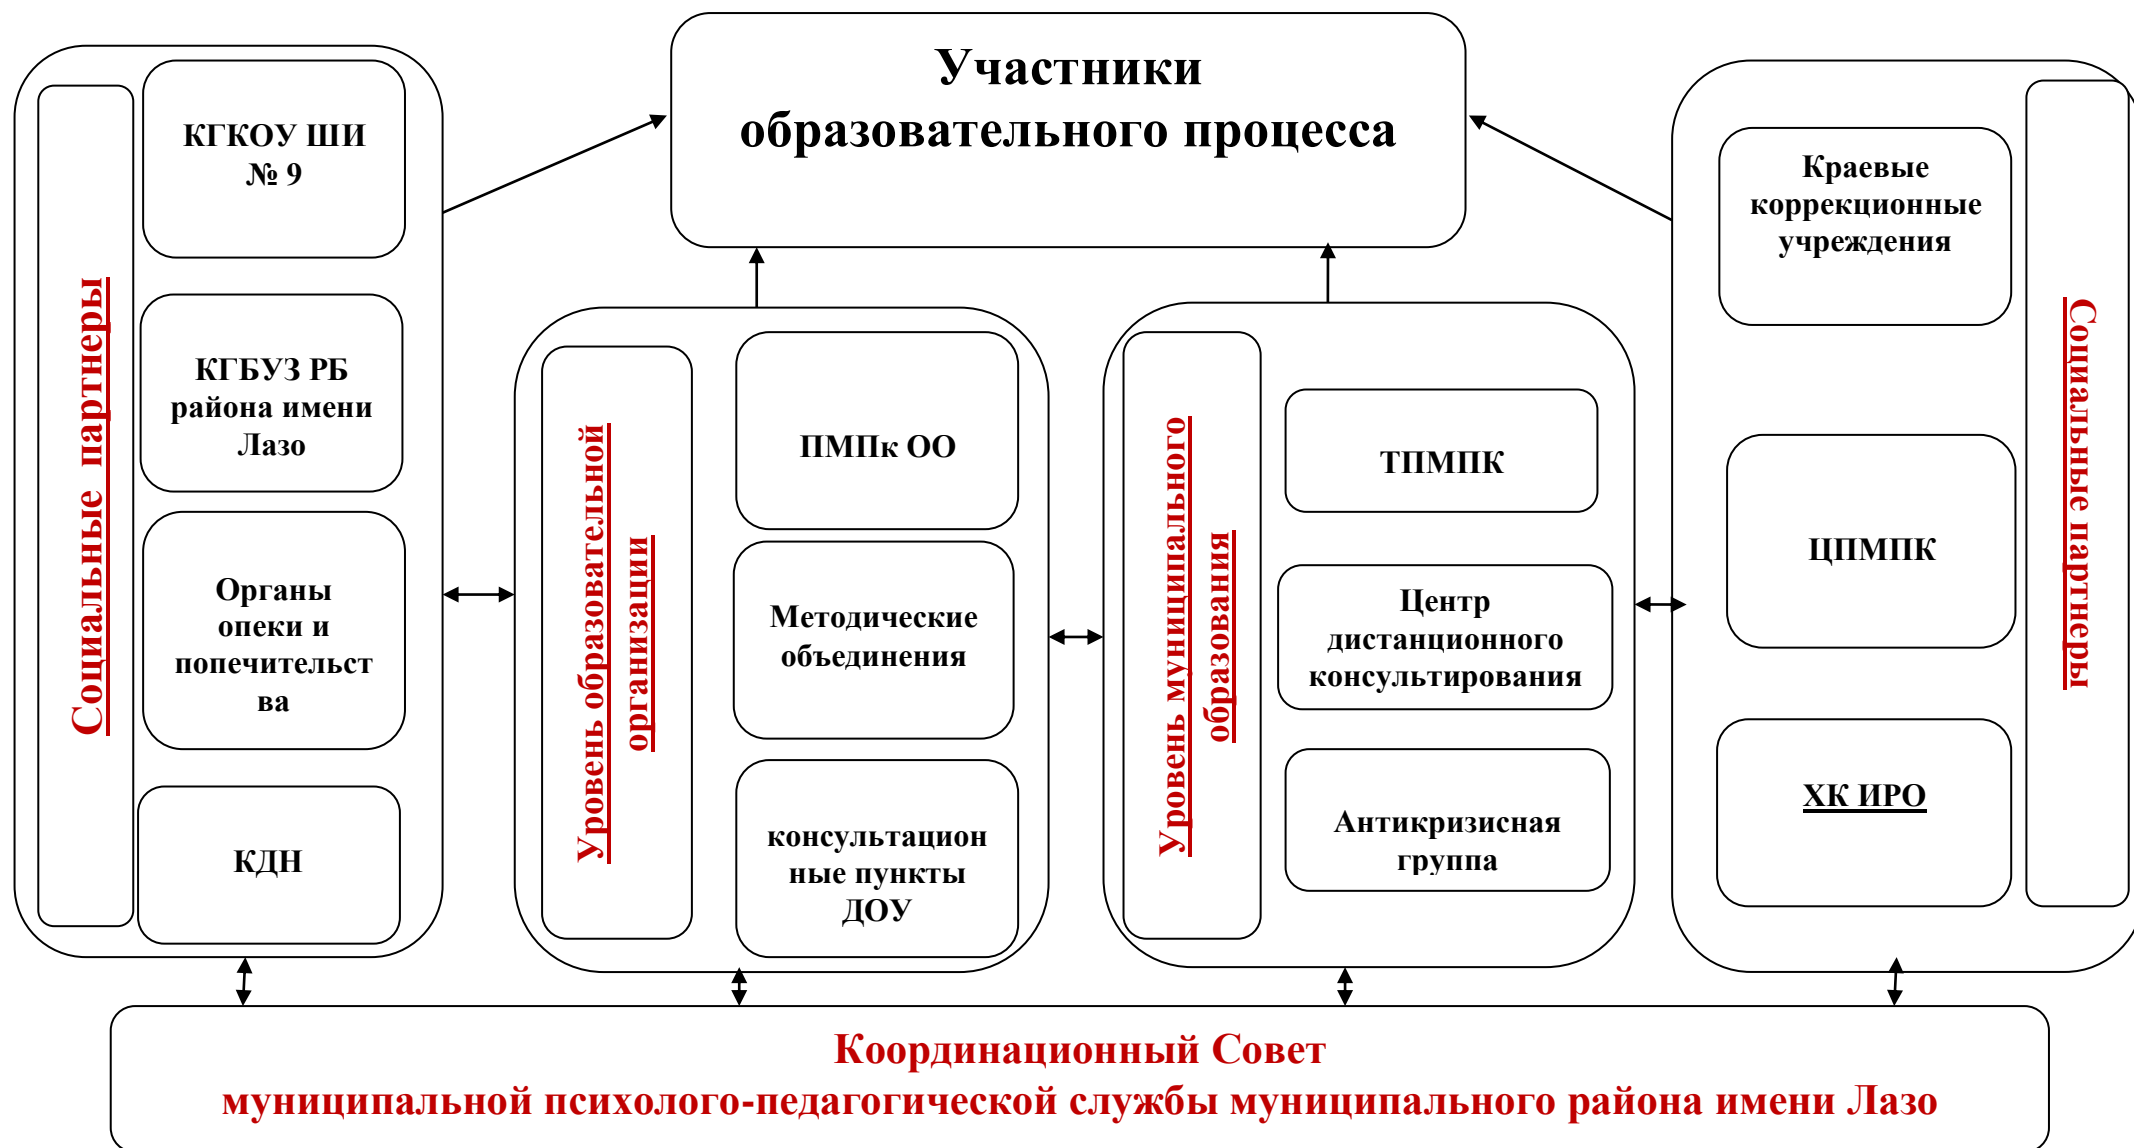 Участники
образовательного процесса
Социальные партнеры
КГКОУ ШИ
№ 9
КГБУЗ РБ
района имени
Лазо
Органы
опеки и
попечительст
ва
КДН
Уровень образовательной
организации
ПМПк ОО
Методические
объединения
консультацион
ные пункты
ДОУ
Уровень муниципального
образования
ТПМПК
Центр
дистанционного
консультирования
Антикризисная
группа
Краевые
коррекционные
учреждения
ЦПМПК
ХК ИРО
Социальные партнеры
Координационный Совет
муниципальной психолого-педагогической службы муниципального района имени Лазо